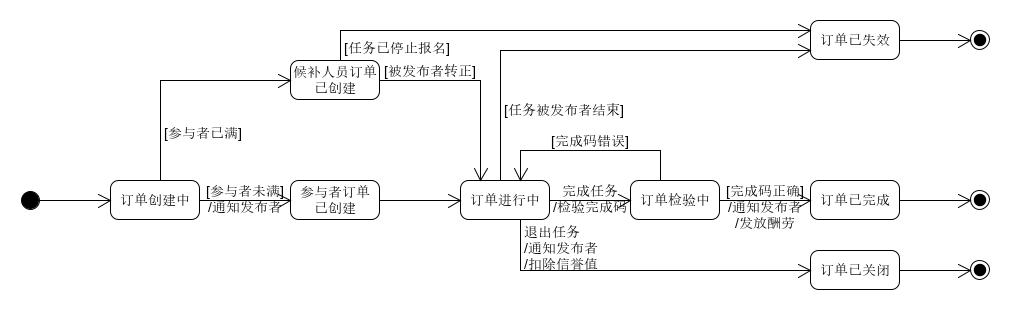 订单已失效
[任务已停止报名]
候补人员订单
已创建
[被发布者转正]
[任务被发布者结束]
[参与者已满]
[完成码错误]
订单创建中
[参与者未满]
/通知发布者
参与者订单
已创建
订单进行中
完成任务
/检验完成码
订单检验中
[完成码正确]
/通知发布者
/发放酬劳
订单已完成
退出任务
/通知发布者
/扣除信誉值
订单已关闭